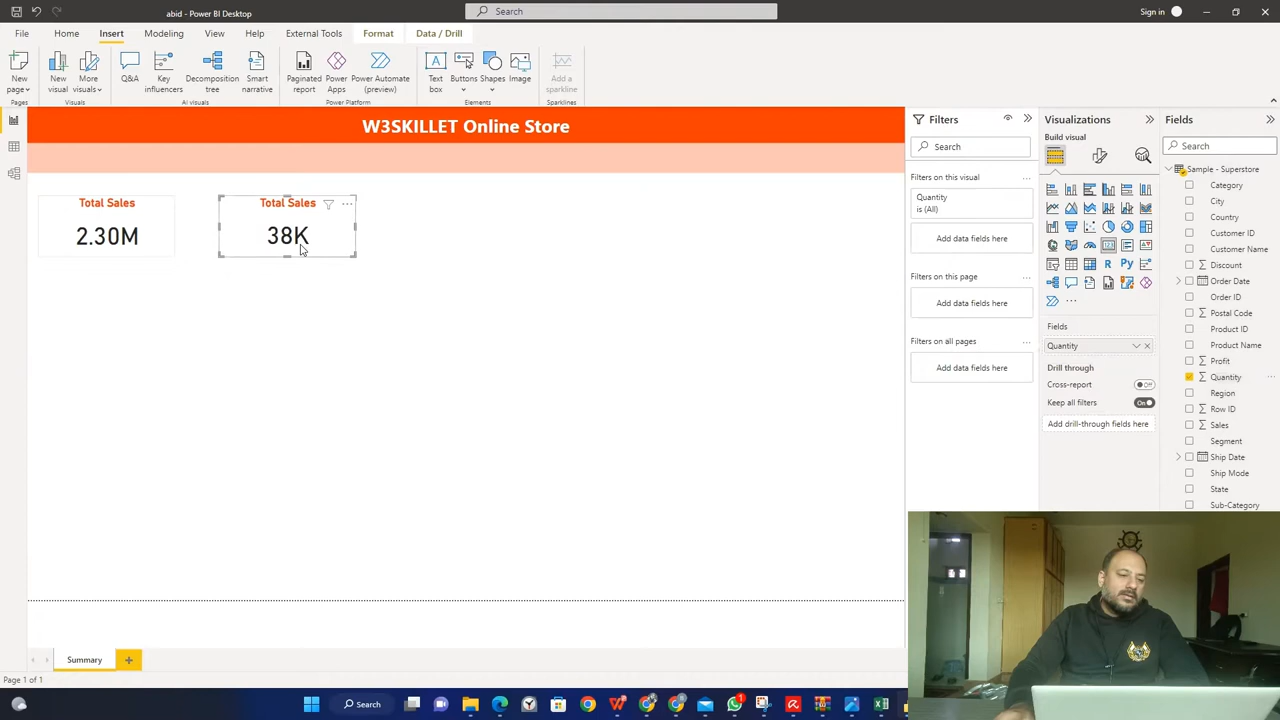 abid - Power BI Desktop
Search
Sign in
File
Home
Insert
Modeling
View
Help
External Tools
Format
Data / Drill
New page
New visual
More visuals
Q&A
Key influencers
Decomposition tree
Smart narrative
Paginated report
Power Apps
Power Automate (preview)
Text box
Buttons
Shapes
Image
Add a sparkline
Pages
Visuals
AI visuals
Power Platform
Elements
Sparklines
W3SKILLET Online Store
Total Sales
2.30M
Total Sales
38K
Filters
Search
Filters on this visual
Quantity
is (All)
Add data fields here
Filters on this page
Add data fields here
Filters on all pages
Add data fields here
Visualizations
Build visual
R
Py
123
Fields
Quantity
Drill through
Cross-report
Off
Keep all filters
On
Add drill-through fields here
Fields
Search
Sample - Superstore
Category
City
Country
Customer ID
Customer Name
Discount
Order Date
Order ID
Postal Code
Product ID
Product Name
Profit
Quantity
Region
Row ID
Sales
Segment
Ship Date
Ship Mode
State
Sub-Category
Summary
Page 1 of 1
Search